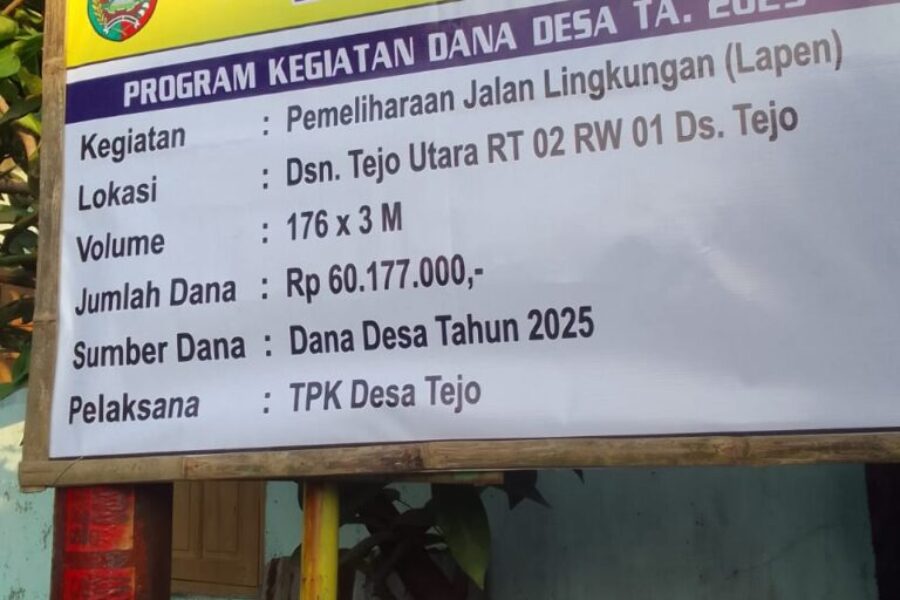 PROGRAM KEGIATAN DANA DESA TA. 2025
Kegiatan : Pemeliharaan Jalan Lingkungan (Lapen)
Lokasi : Dsn. Tejo Utara RT 02 RW 01 Ds. Tejo
Volume : 176 x 3 M
Jumlah Dana : Rp 60.177.000,-
Sumber Dana : Dana Desa Tahun 2025
Pelaksana : TPK Desa Tejo